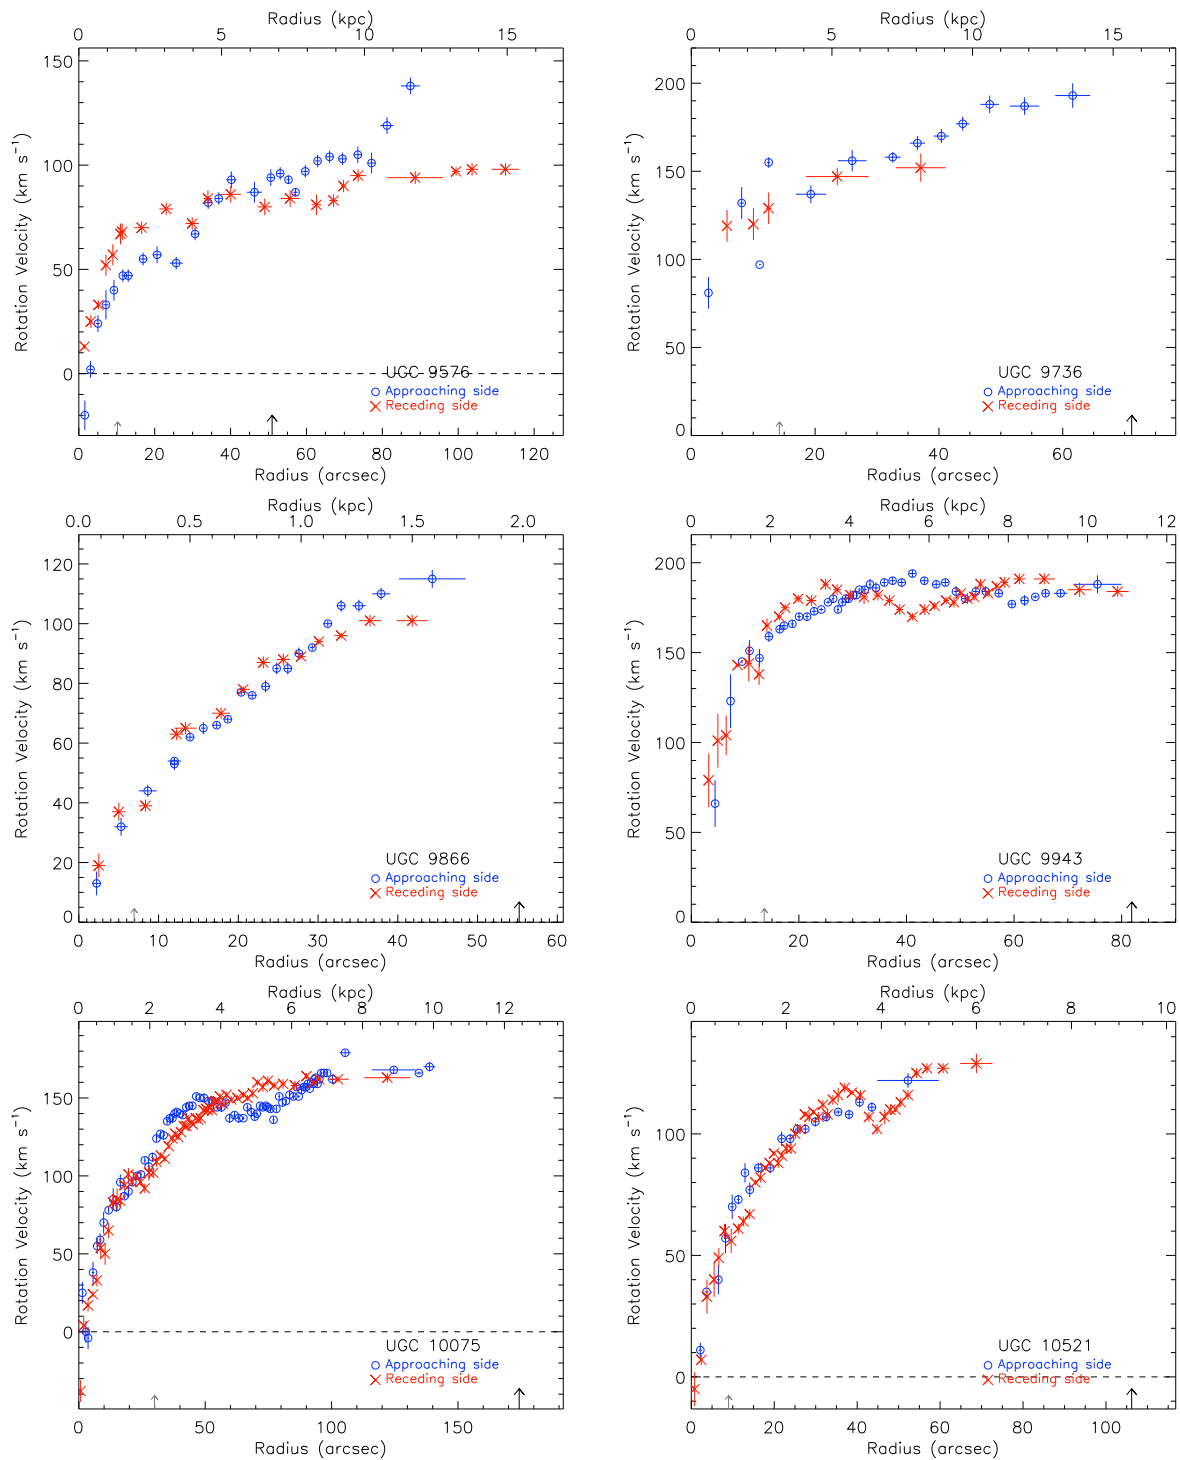 Radius (kpc)
0 5 10 15
150
100
50
0
Rotation Velocity (km s⁻¹)
UGC 9576
Approaching side
Receding side
0 20 40 60 80 100 120
Radius (arcsec)
Radius (kpc)
0 5 10 15
200
150
100
50
0
Rotation Velocity (km s⁻¹)
UGC 9736
Approaching side
Receding side
0 20 40 60
Radius (arcsec)
Radius (kpc)
0.0 0.5 1.0 1.5 2.0
120
100
80
60
40
20
0
Rotation Velocity (km s⁻¹)
UGC 9866
Approaching side
Receding side
0 10 20 30 40 50 60
Radius (arcsec)
Radius (kpc)
0 2 4 6 8 10 12
200
150
100
50
0
Rotation Velocity (km s⁻¹)
UGC 9943
Approaching side
Receding side
0 20 40 60 80
Radius (arcsec)
Radius (kpc)
0 2 4 6 8 10 12
150
100
50
0
Rotation Velocity (km s⁻¹)
UGC 10075
Approaching side
Receding side
0 50 100 150
Radius (arcsec)
Radius (kpc)
0 2 4 6 8 10
100
50
0
Rotation Velocity (km s⁻¹)
UGC 10521
Approaching side
Receding side
0 20 40 60 80 100
Radius (arcsec)